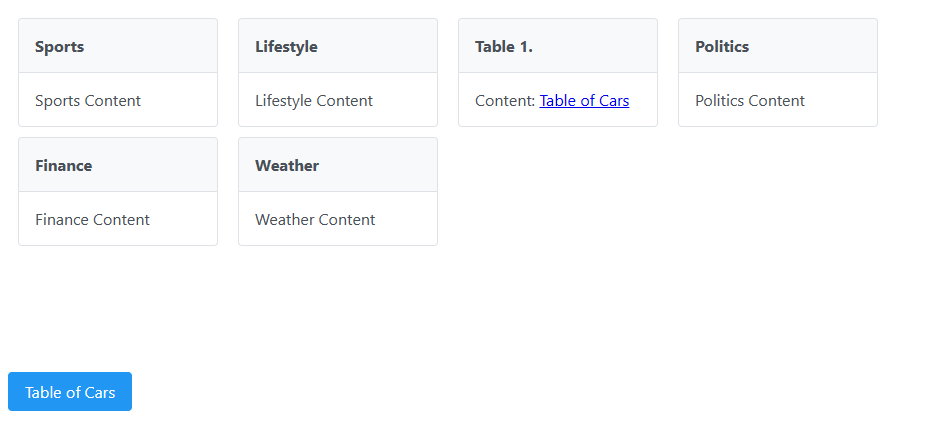 Sports
Sports Content
Lifestyle
Lifestyle Content
Table 1.
Content: Table of Cars
Politics
Politics Content
Finance
Finance Content
Weather
Weather Content
Table of Cars